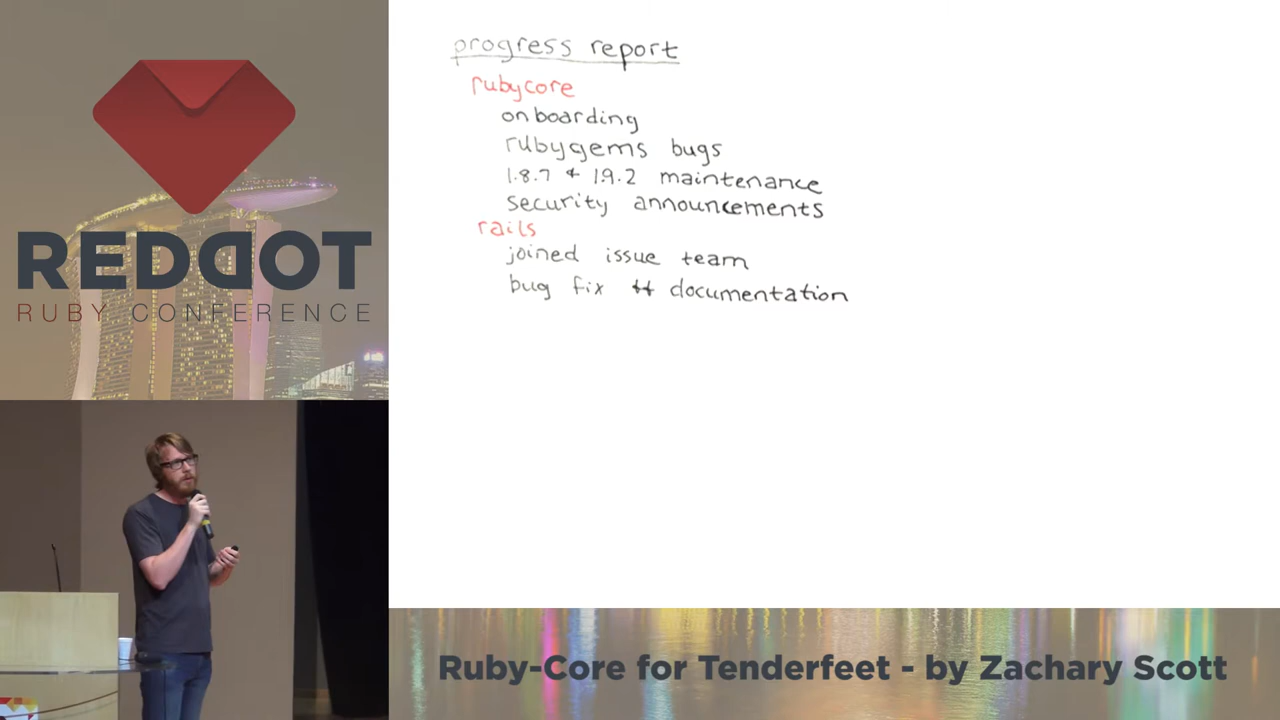 REDDOT
RUBY CONFERENCE
progress report
rubycore
onboarding
rubygems bugs
1.8.7 & 1.9.2 maintenance
security announcements
rails
joined issue team
bug fix && documentation
Ruby-Core for Tenderfeet - by Zachary Scott